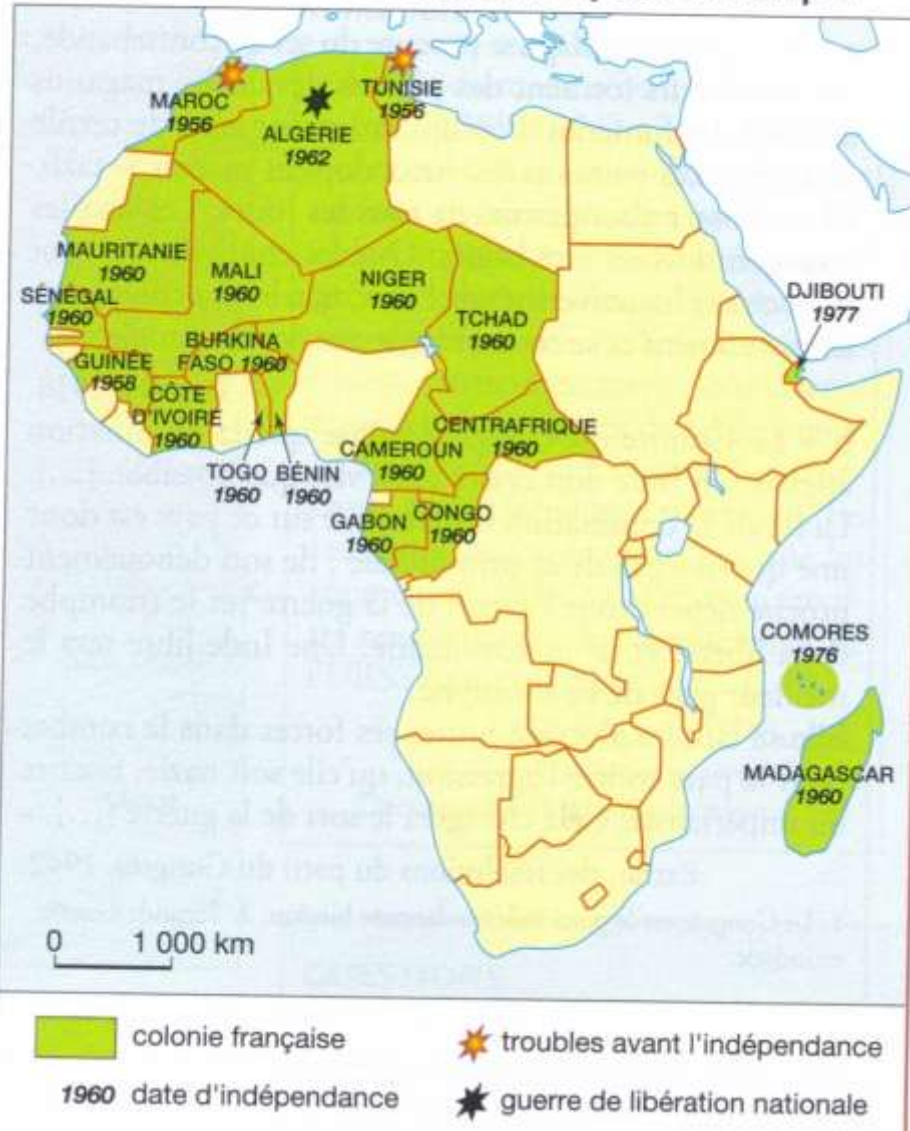 MAROC
1956
TUNISIE
1956
ALGÉRIE
1962
MAURITANIE
1960
MALI
1960
NIGER
1960
TCHAD
1960
DJIBOUTI
1977
SÉNÉGAL
1960
GUINÉE
1958
BURKINA
FASO 1960
CÔTE
D'IVOIRE
1960
TOGO
1960
BÉNIN
1960
CAMEROUN
1960
CENTRAFRIQUE
1960
GABON
1960
CONGO
1960
COMORES
1976
MADAGASCAR
1960
0 1 000 km
colonie française
troubles avant l'indépendance
1960 date d'indépendance
guerre de libération nationale